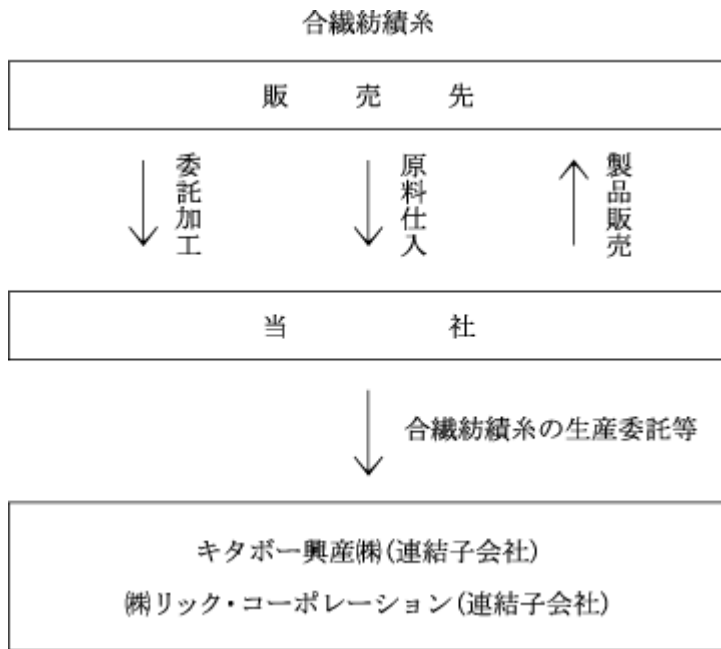 合繊紡績糸
販売先
委託加工
原料仕入
製品販売
当社
合繊紡績糸の生産委託等
キタボー興産㈱(連結子会社)
㈱リック・コーポレーション(連結子会社)